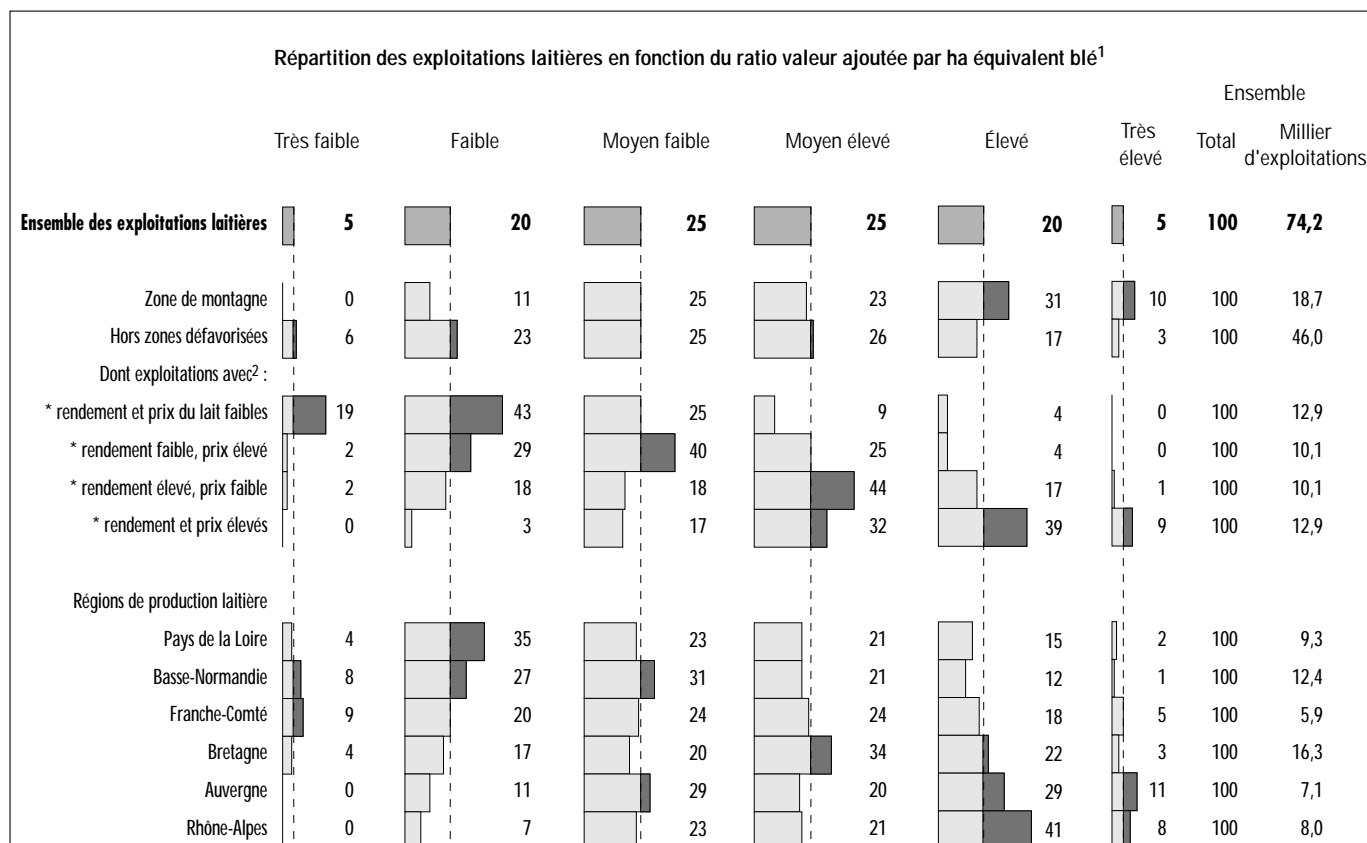 Répartition des exploitations laitières en fonction du ratio valeur ajoutée par ha équivalent blé¹
Ensemble
Très faible Faible Moyen faible Moyen élevé Élevé Très élevé Total Millier d'exploitations
Ensemble des exploitations laitières 5 20 25 25 20 5 100 74,2
Zone de montagne 0 11 25 23 31 10 100 18,7
Hors zones défavorisées 6 23 25 26 17 3 100 46,0
Dont exploitations avec² :
* rendement et prix du lait faibles 19 43 25 9 4 0 100 12,9
* rendement faible, prix élevé 2 29 40 25 4 0 100 10,1
* rendement élevé, prix faible 2 18 18 44 17 1 100 10,1
* rendement et prix élevés 0 3 17 32 39 9 100 12,9
Régions de production laitière
Pays de la Loire 4 35 23 21 15 2 100 9,3
Basse-Normandie 8 27 31 21 12 1 100 12,4
Franche-Comté 9 20 24 24 18 5 100 5,9
Bretagne 4 17 20 34 22 3 100 16,3
Auvergne 0 11 29 20 29 11 100 7,1
Rhône-Alpes 0 7 23 21 41 8 100 8,0